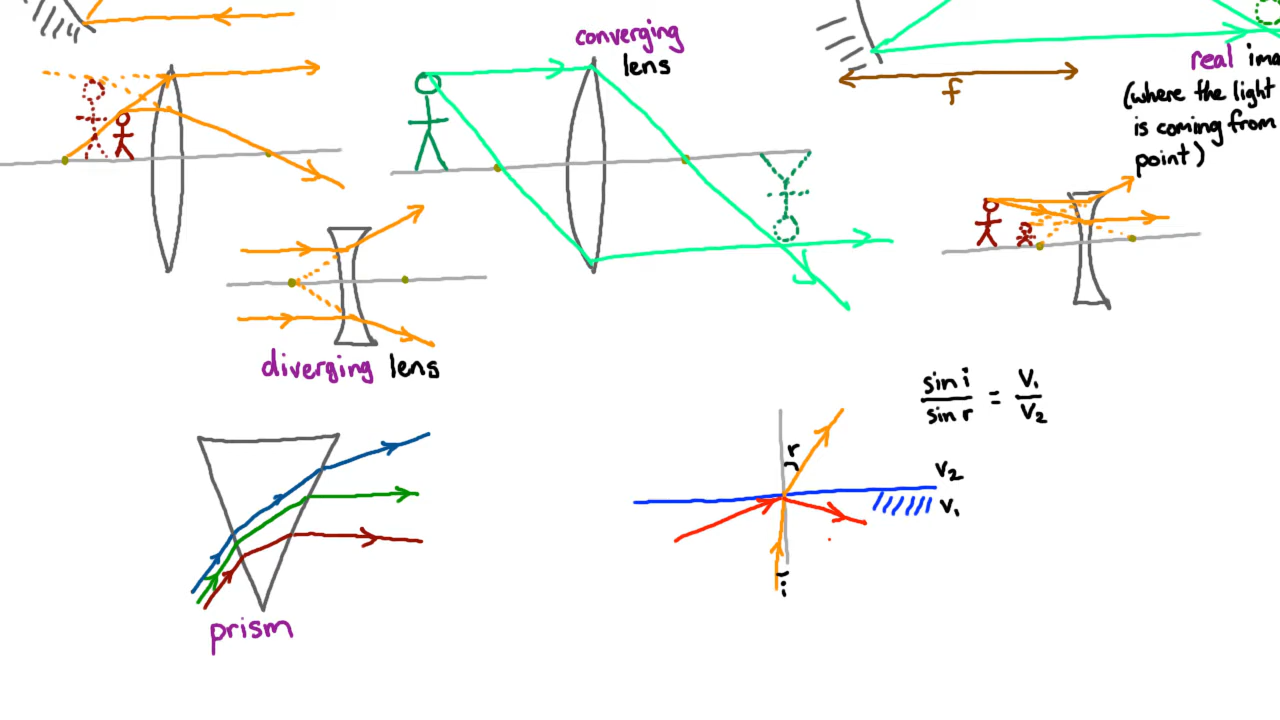 converging
lens
f
real ima
(where the light
is coming from
point)
diverging lens
sin i / sin r = V₁ / V₂
r
V₂
V₁
i
prism